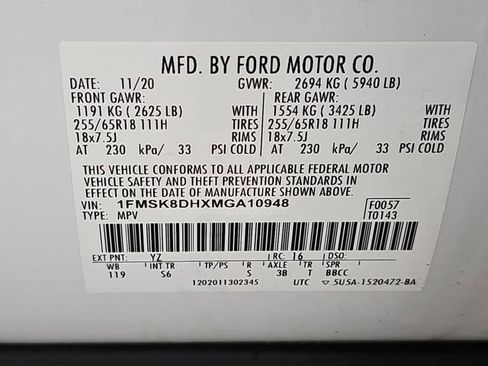 MFD. BY FORD MOTOR CO.
DATE: 11/20 GVWR: 2694 KG ( 5940 LB)
FRONT GAWR: REAR GAWR:
1191 KG ( 2625 LB) WITH 1554 KG ( 3425 LB) WITH
255/65R18 111H TIRES 255/65R18 111H TIRES
18x7.5J RIMS 18x7.5J RIMS
AT 230 kPa/ 33 PSI COLD AT 230 kPa/ 33 PSI COLD
THIS VEHICLE CONFORMS TO ALL APPLICABLE FEDERAL MOTOR
VEHICLE SAFETY AND THEFT PREVENTION STANDARDS IN
EFFECT ON THE DATE OF MANUFACTURE SHOWN ABOVE.
VIN: 1FMSK8DHXMGA10948 F0057
TYPE: MPV T0143
EXT PNT: YZ RC: 16 DSO:
WB INT TR TP/PS R AXLE TR SPR
119 S6 S 3B T BBCC
1202011302345 UTC ▽ 5U5A-1520472-BA